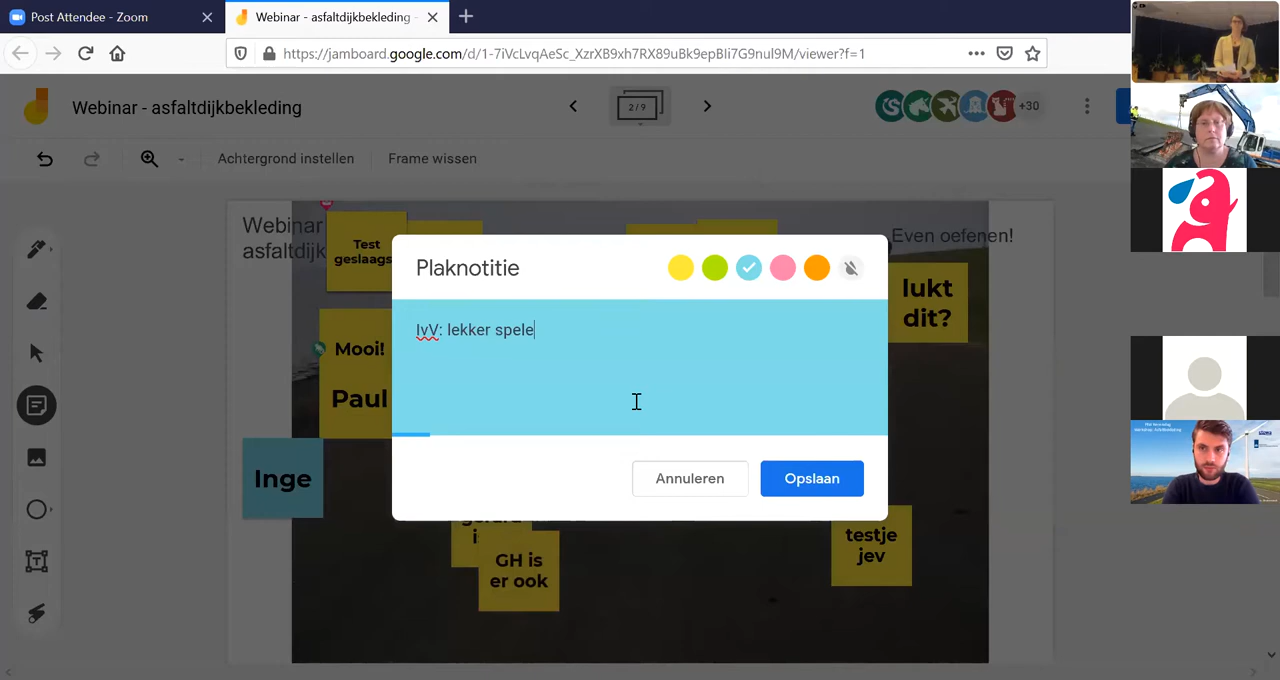 Post Attendee - Zoom
Webinar - asfaltdijkbekleding -
https://jamboard.google.com/d/1-7iVcLvqAeSc_XzrXB9xh7RX89uBk9epBIi7G9nul9M/viewer?f=1
Webinar - asfaltdijkbekleding
2/9
+30
Achtergrond instellen
Frame wissen
Webinar
asfaltdijk
Test
geslaags
Even oefenen!
Plaknotitie
IvV: lekker spele
Annuleren
Opslaan
lukt
dit?
Mooi!
Paul
Inge
GH is
er ook
testje
jev